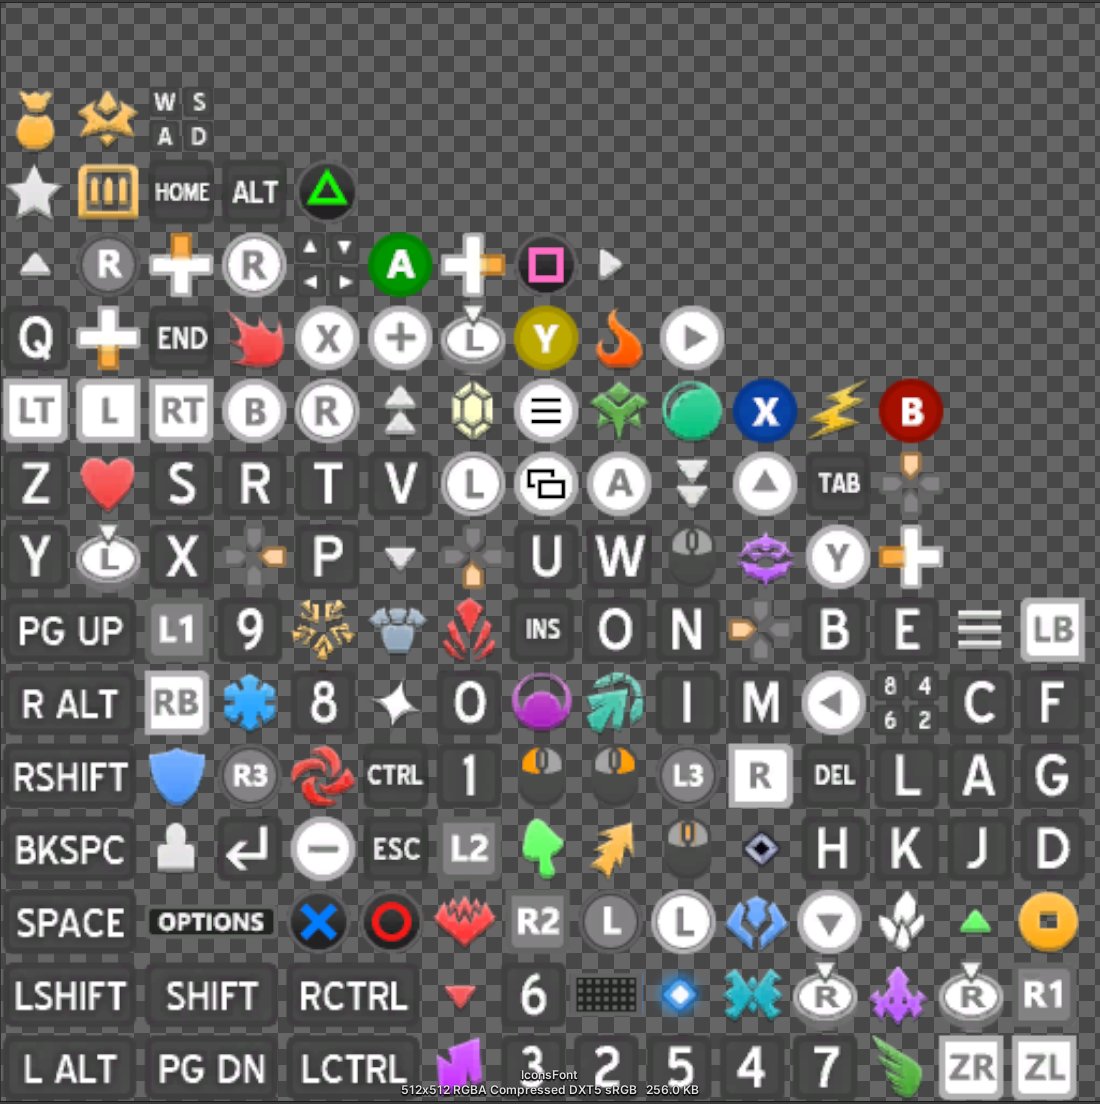 W S
A D
HOME ALT
R R A
Q END X L Y
LT L RT B R X B
Z S R T V L A TAB
Y L X P U W Y
PG UP L1 9 INS O N B E LB
R ALT RB 8 0 I M 8 4 C F
6 2
RSHIFT R3 CTRL 1 L3 R DEL L A G
BKSPC ESC L2 H K J D
SPACE OPTIONS R2 L L
LSHIFT SHIFT RCTRL 6 R R R1
L ALT PG DN LCTRL 3 2 5 4 7 ZR ZL
IconsFont
512x512 RGBA Compressed DXT5 sRGB 256.0 KB